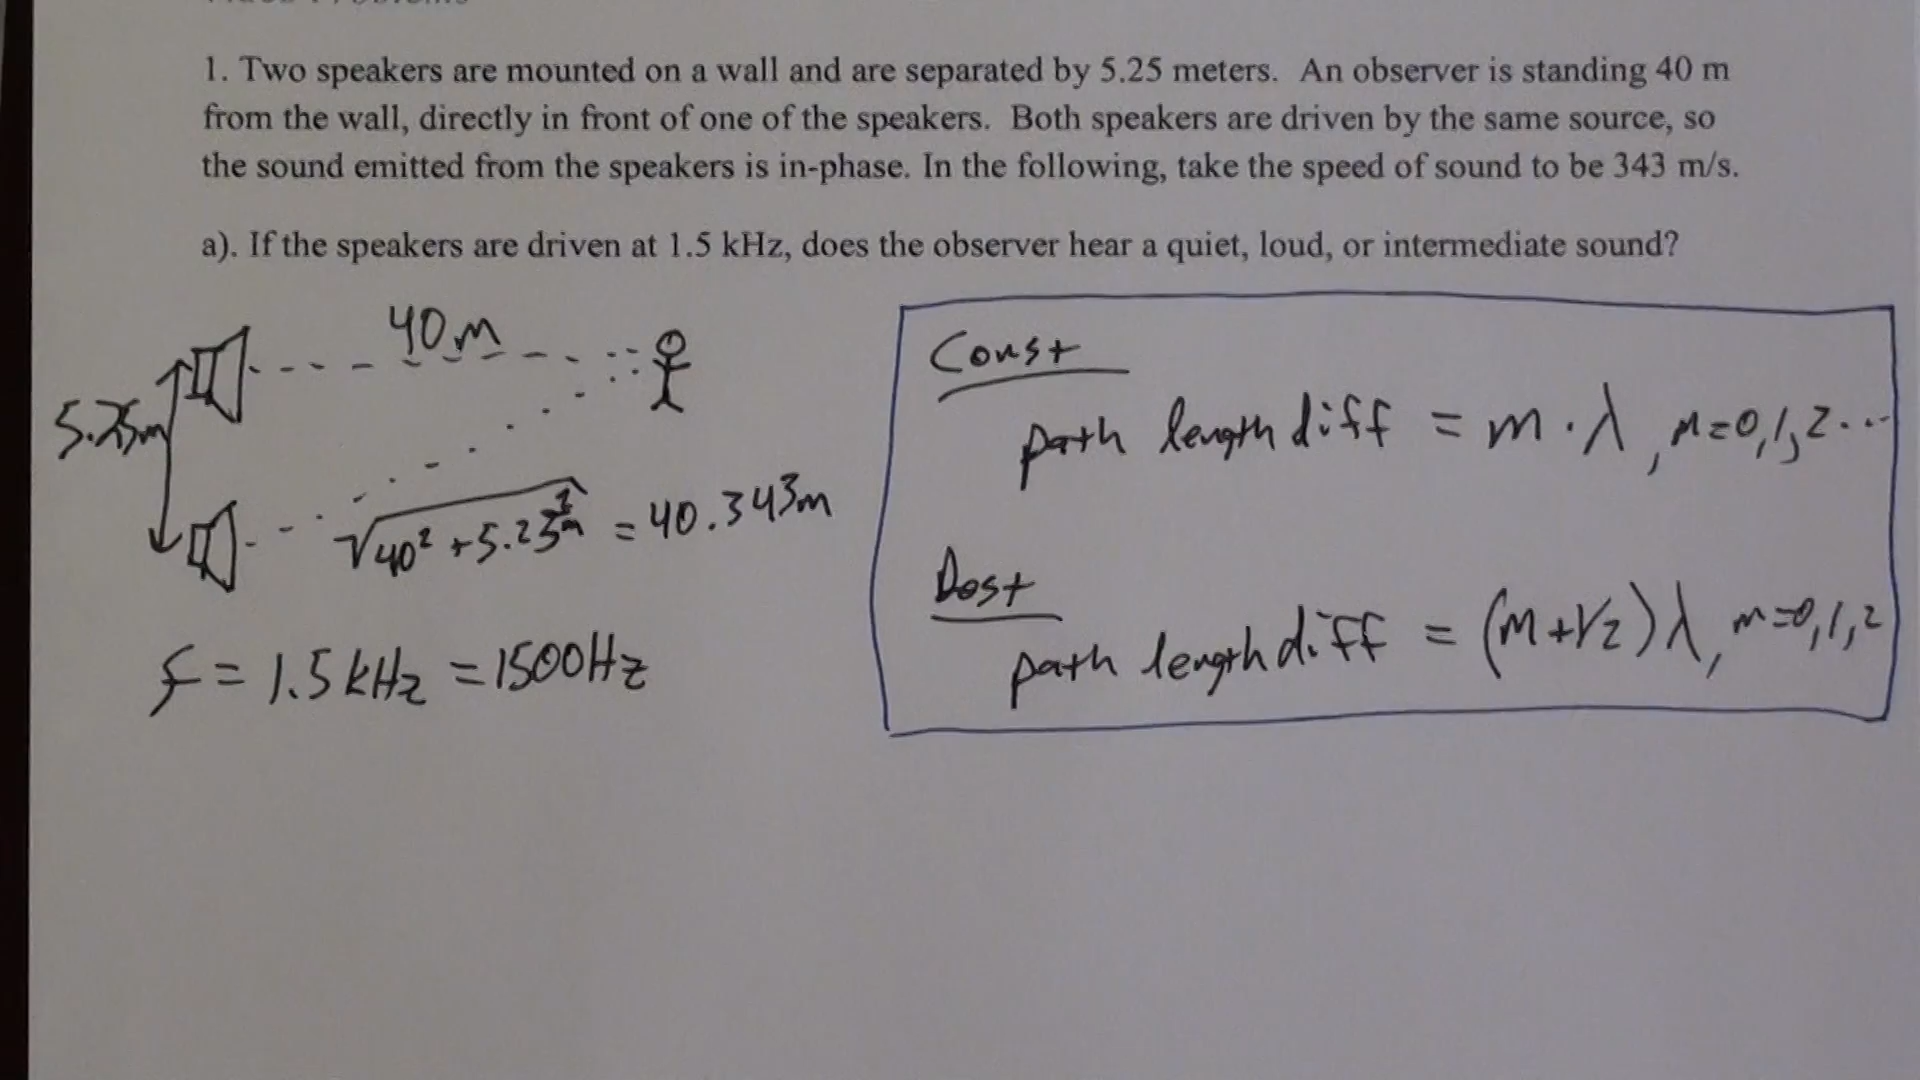 1. Two speakers are mounted on a wall and are separated by 5.25 meters. An observer is standing 40 m
from the wall, directly in front of one of the speakers. Both speakers are driven by the same source, so
the sound emitted from the speakers is in-phase. In the following, take the speed of sound to be 343 m/s.
a). If the speakers are driven at 1.5 kHz, does the observer hear a quiet, loud, or intermediate sound?
40m
5.25m
√40² + 5.25² m = 40.343m
f = 1.5 kHz = 1500Hz
Const
path length diff = m · λ, m=0,1,2...
Dest
path length diff = (m+1/2)λ, m=0,1,2